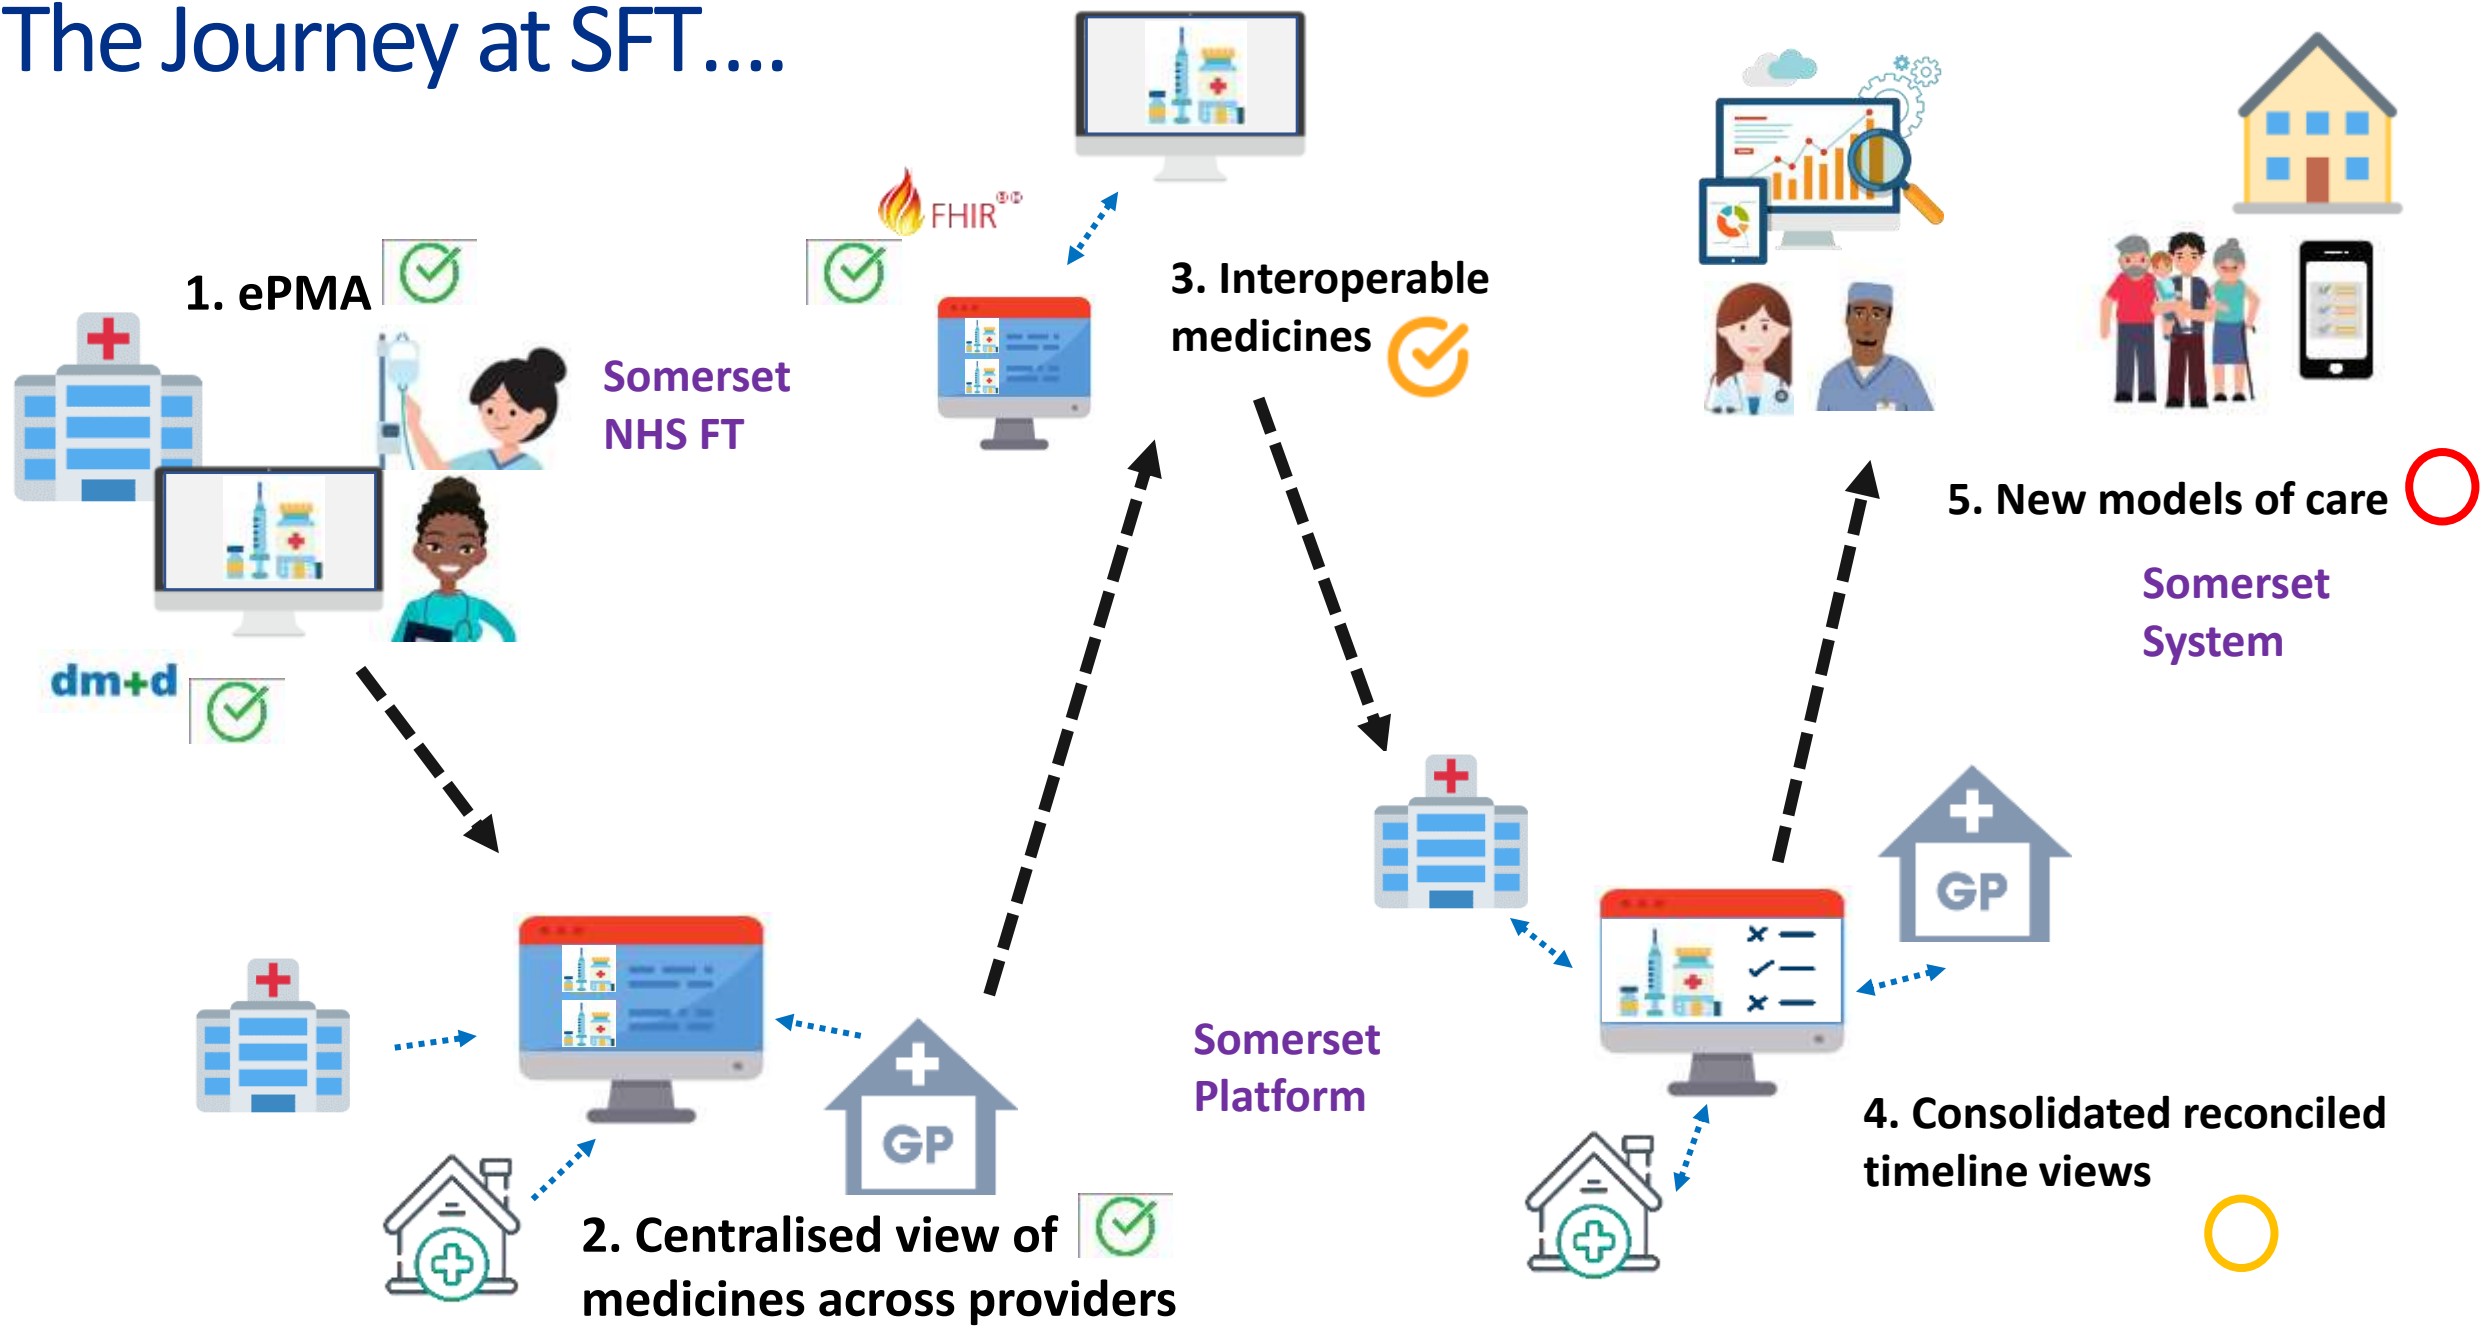 The Journey at SFT....
1. ePMA
Somerset
NHS FT
dm+d
2. Centralised view of
medicines across providers
GP
FHIR
3. Interoperable
medicines
Somerset
Platform
GP
4. Consolidated reconciled
timeline views
5. New models of care
Somerset
System